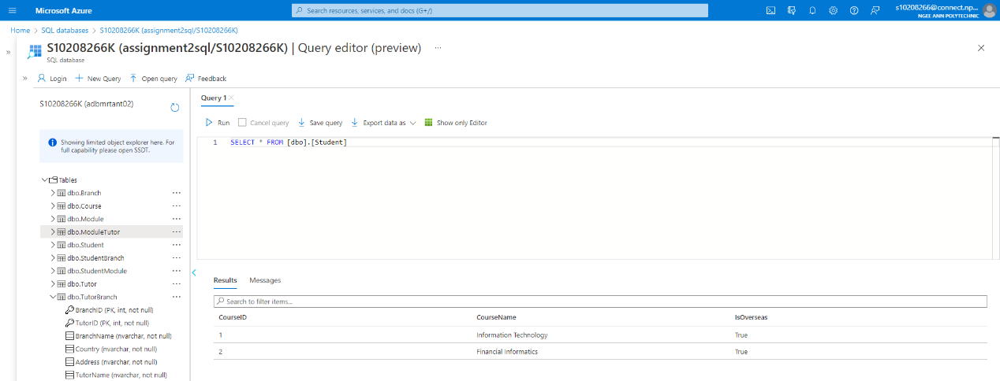 Microsoft Azure
Search resources, services, and docs (G+/)
s10208266@connect.np...
NGEE ANN POLYTECHNIC
Home > SQL databases > S10208266K (assignment2sql/S10208266K)
S10208266K (assignment2sql/S10208266K) | Query editor (preview) ...
SQL database
Login New Query Open query Feedback
S10208266K (adbmrtant02)
Showing limited object explorer here. For
full capability please open SSDT.
Tables
dbo.Branch
dbo.Course
dbo.Module
dbo.ModuleTutor
dbo.Student
dbo.StudentBranch
dbo.StudentModule
dbo.Tutor
dbo.TutorBranch
BranchID (PK, int, not null)
TutorID (PK, int, not null)
BranchName (nvarchar, not null)
Country (nvarchar, not null)
Address (nvarchar, not null)
TutorName (nvarchar, not null)
Query 1
Run Cancel query Save query Export data as Show only Editor
1 SELECT * FROM [dbo].[Student]
Results Messages
Search to filter items...
CourseID CourseName IsOverseas
1 Information Technology True
2 Financial Informatics True